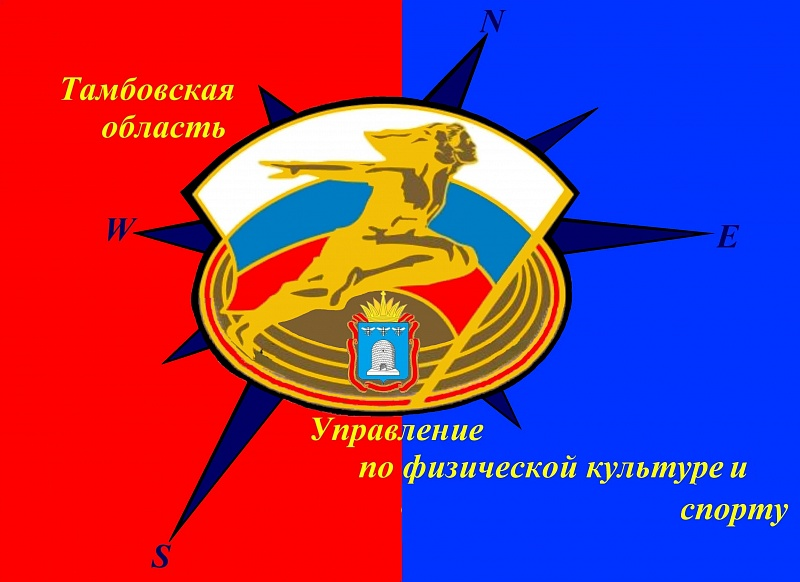 N
Тамбовская
область
W
E
Управление
по физической культуре и
спорту
S